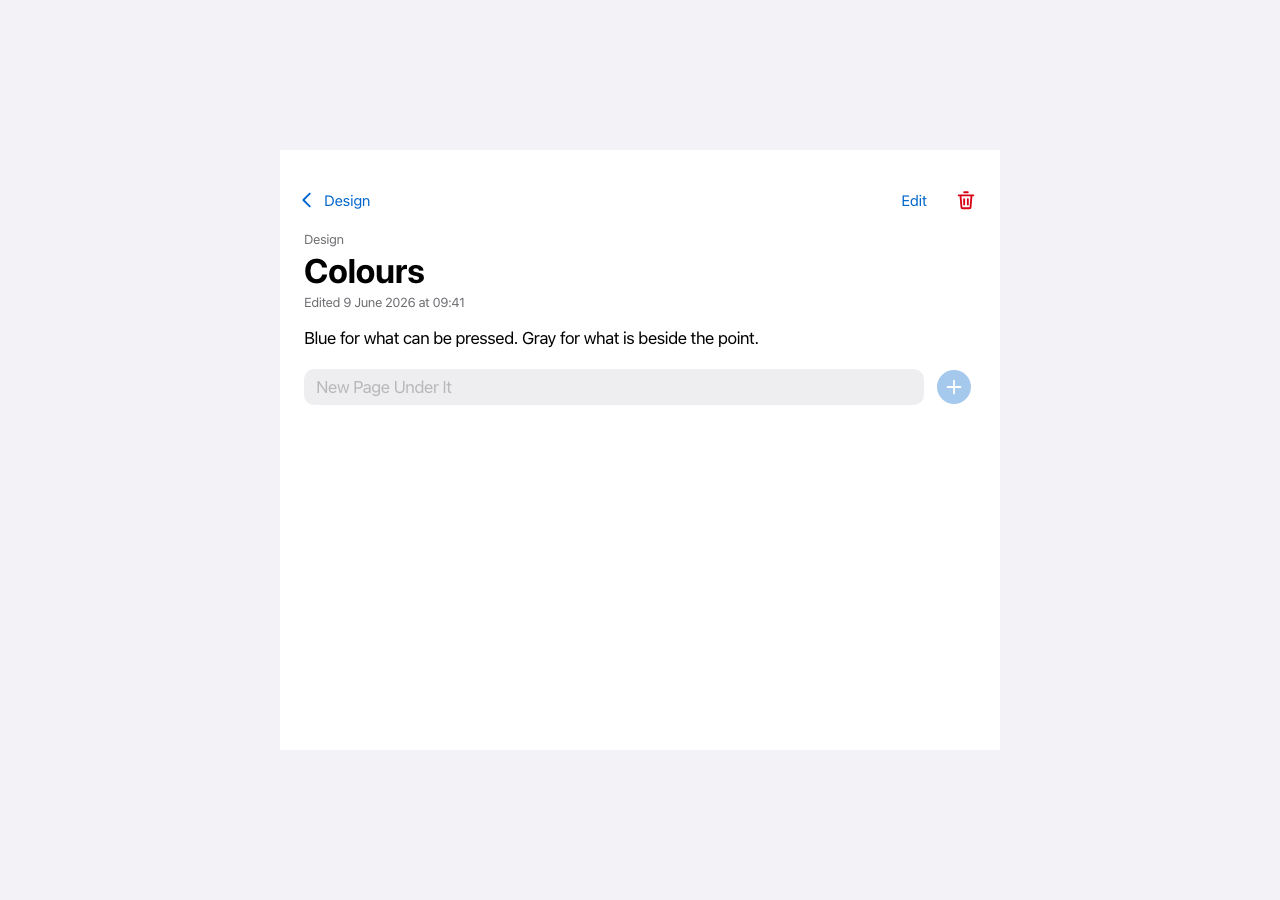 Design
Edit
Design
Colours
Edited 9 June 2026 at 09:41
Blue for what can be pressed. Gray for what is beside the point.
New Page Under It